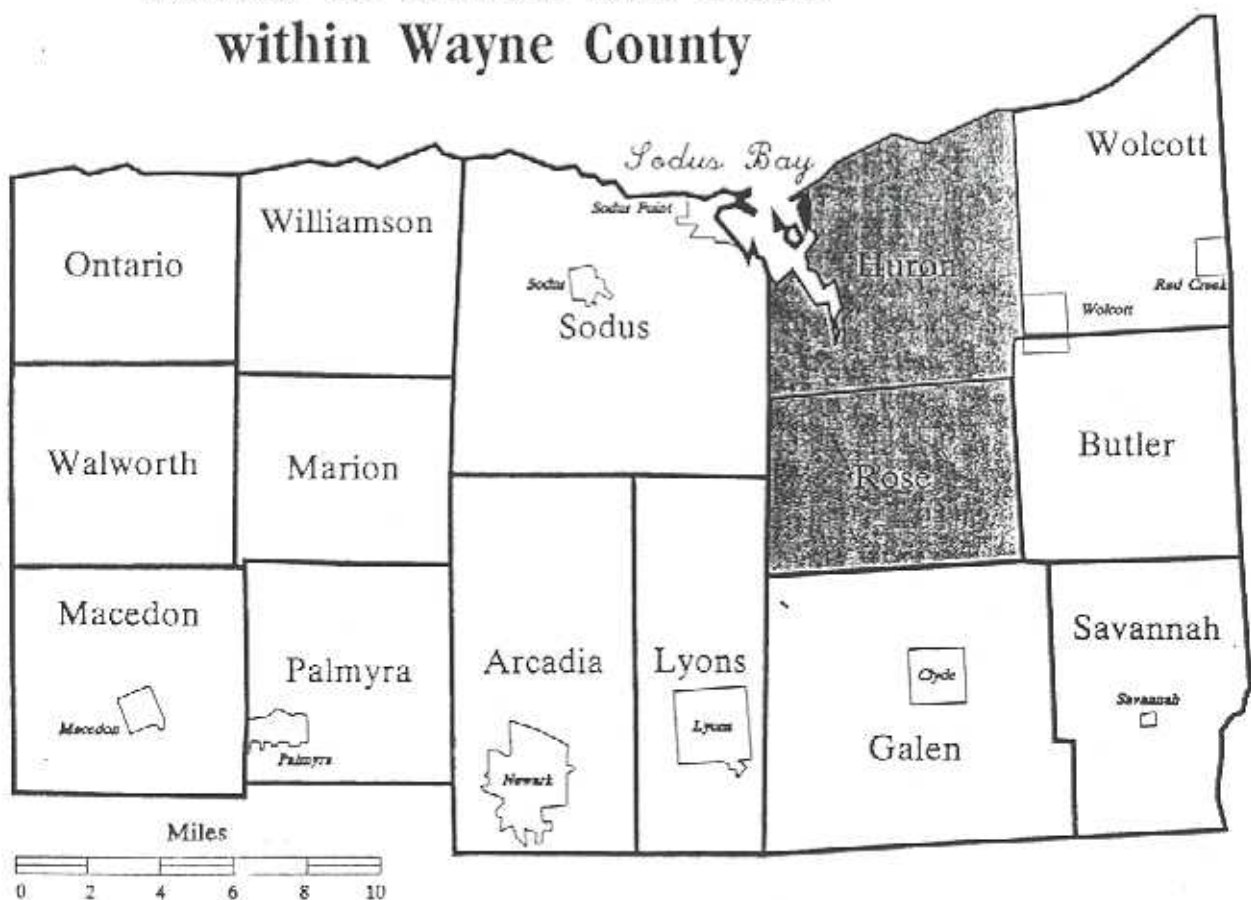 within Wayne County
Sodus Bay
Wolcott
Williamson
Sodus Point
Ontario
Huron
Sodus
Red Creek
Sodus
Wolcott
Walworth
Marion
Butler
Rose
Macedon
Palmyra
Arcadia
Lyons
Savannah
Clyde
Macedon
Palmyra
Newark
Lyons
Galen
Savannah
Miles
0 2 4 6 8 10